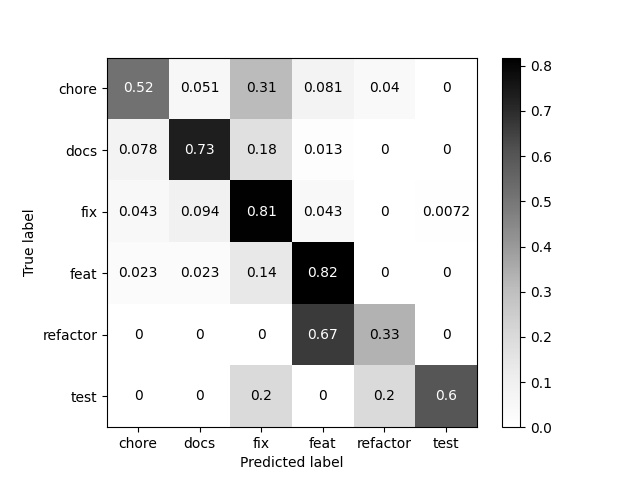 chore 0.52 0.051 0.31 0.081 0.04 0
docs 0.078 0.73 0.18 0.013 0 0
fix 0.043 0.094 0.81 0.043 0 0.0072
feat 0.023 0.023 0.14 0.82 0 0
refactor 0 0 0 0.67 0.33 0
test 0 0 0.2 0 0.2 0.6
chore docs fix feat refactor test
Predicted label
True label
0.8
0.7
0.6
0.5
0.4
0.3
0.2
0.1
0.0